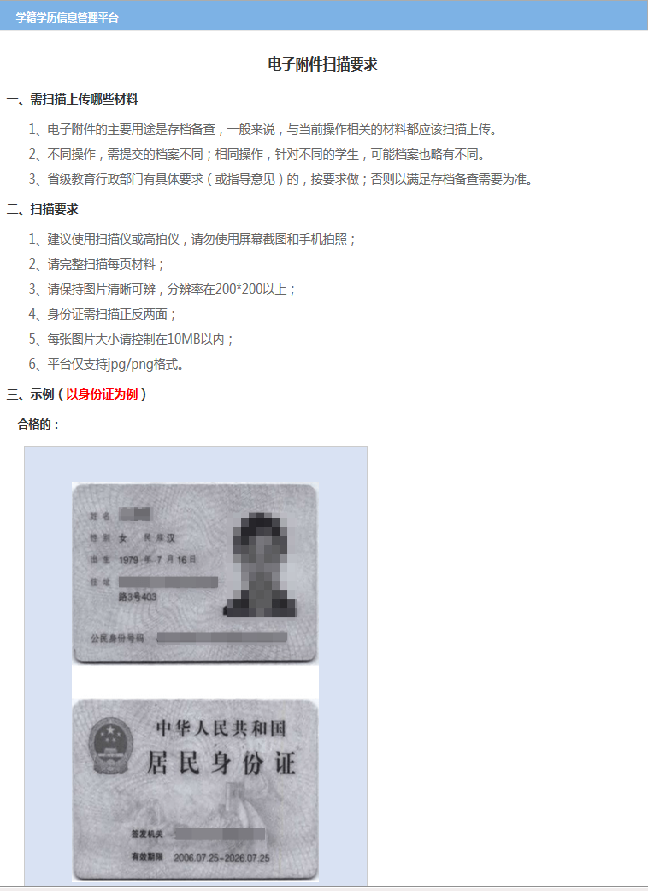 学籍学历信息管理平台
电子附件扫描要求
一、需扫描上传哪些材料
1、电子附件的主要用途是存档备查，一般来说，与当前操作相关的材料都应该扫描上传。
2、不同操作，需提交的档案不同；相同操作，针对不同的学生，可能档案也略有不同。
3、省级教育行政部门有具体要求（或指导意见）的，按要求做；否则以满足存档备查需要为准。
二、扫描要求
1、建议使用扫描仪或高拍仪，请勿使用屏幕截图和手机拍照；
2、请完整扫描每页材料；
3、请保持图片清晰可辨，分辨率在200*200以上；
4、身份证需扫描正反两面；
5、每张图片大小请控制在10MB以内；
6、平台仅支持jpg/png格式。
三、示例（以身份证为例）
合格的：
姓名
性别 女 民族 汉
出生 1979 年 7 月 16 日
住址
路3号403
公民身份号码
中华人民共和国
居民身份证
签发机关
有效期限 2006.07.25-2026.07.25